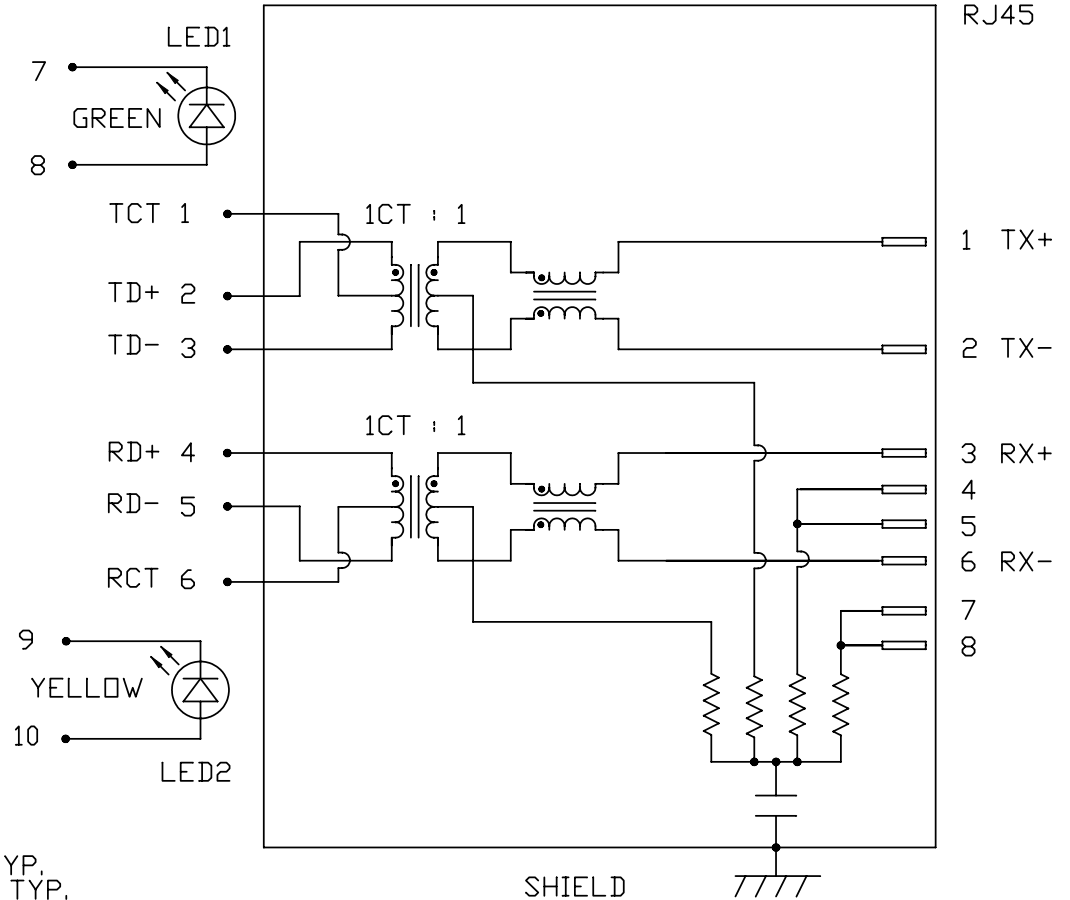 RJ45
LED1
7
GREEN
8
TCT 1
1CT : 1
1 TX+
TD+ 2
TD- 3
2 TX-
1CT : 1
RD+ 4
3 RX+
4
RD- 5
5
6 RX-
RCT 6
7
9
8
YELLOW
10
LED2
YP.
TYP.
SHIELD